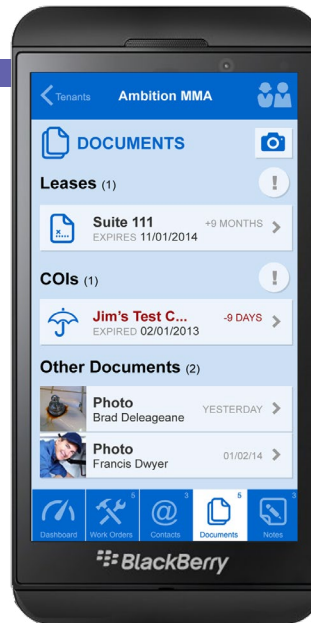 Tenants Ambition MMA
DOCUMENTS
Leases (1)
!
Suite 111 +9 MONTHS
EXPIRES 11/01/2014
x....
COIs (1)
!
Jim's Test C... -9 DAYS
EXPIRED 02/01/2013
Other Documents (2)
Photo
Brad Deleageane YESTERDAY
Photo
Francis Dwyer 01/02/14
5 3 5 3
@
Dashboard Work Orders Contacts Documents Notes
BlackBerry